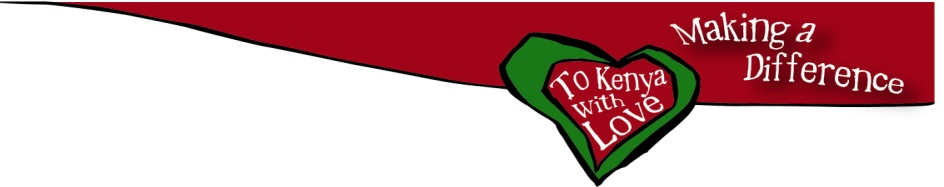 To Kenya
with
Love
Making a
Difference